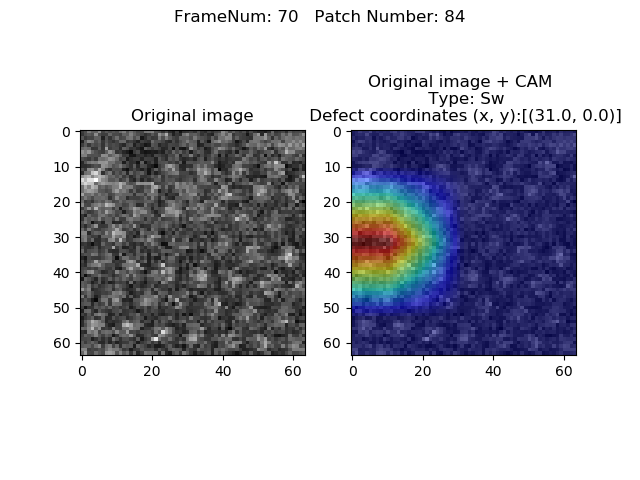 FrameNum: 70   Patch Number: 84
Original image
Original image + CAM
Type: Sw
Defect coordinates (x, y):[(31.0, 0.0)]
0
10
20
30
40
50
60
0 20 40 60
0
10
20
30
40
50
60
0 20 40 60